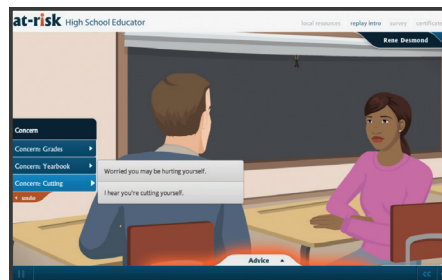 at-risk High School Educator
local resources replay intro survey certificate
Rene Desmond
Concern
Concern: Grades
Concern: Yearbook
Concern: Cutting
Worried you may be hurting yourself.
I hear you're cutting yourself.
undo
Advice